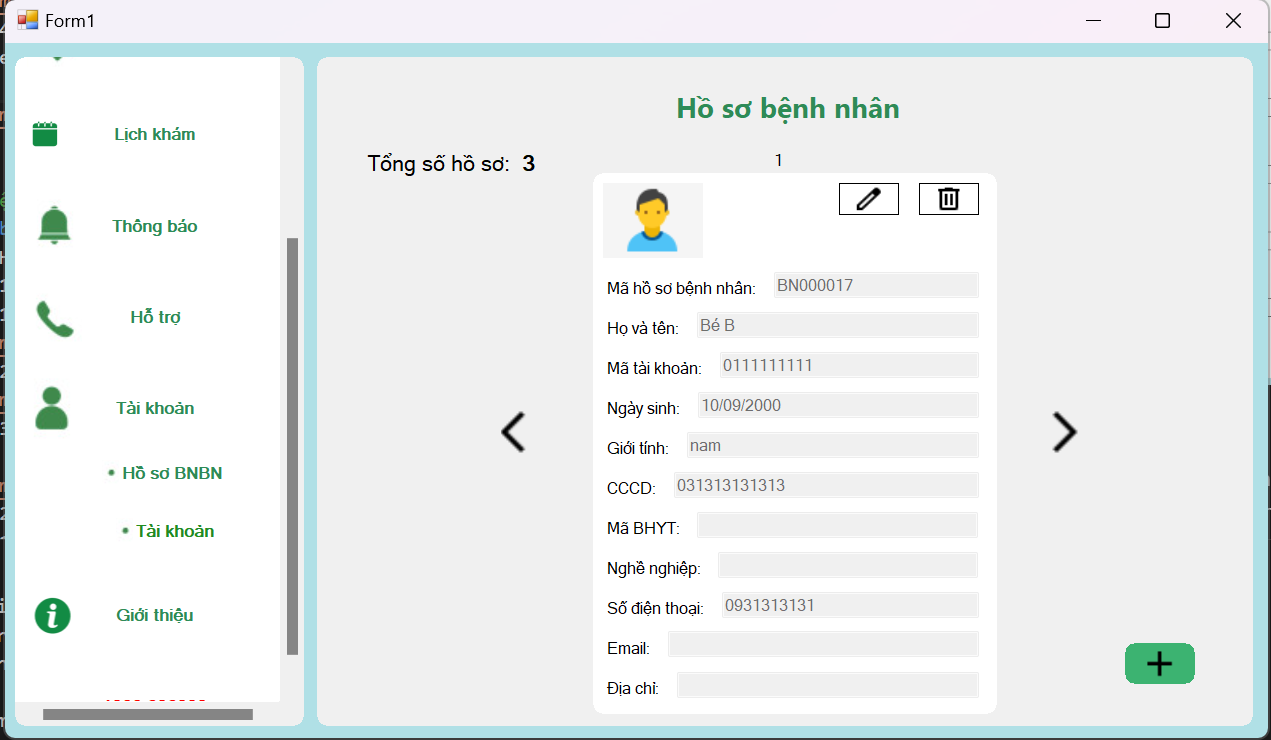 Form1
Lịch khám
Thông báo
Hỗ trợ
Tài khoản
• Hồ sơ BNBN
• Tài khoản
Giới thiệu
Hồ sơ bệnh nhân
Tổng số hồ sơ: 3
1
Mã hồ sơ bệnh nhân: BN000017
Họ và tên: Bé B
Mã tài khoản: 0111111111
Ngày sinh: 10/09/2000
Giới tính: nam
CCCD: 031313131313
Mã BHYT:
Nghề nghiệp:
Số điện thoại: 0931313131
Email:
Địa chỉ: